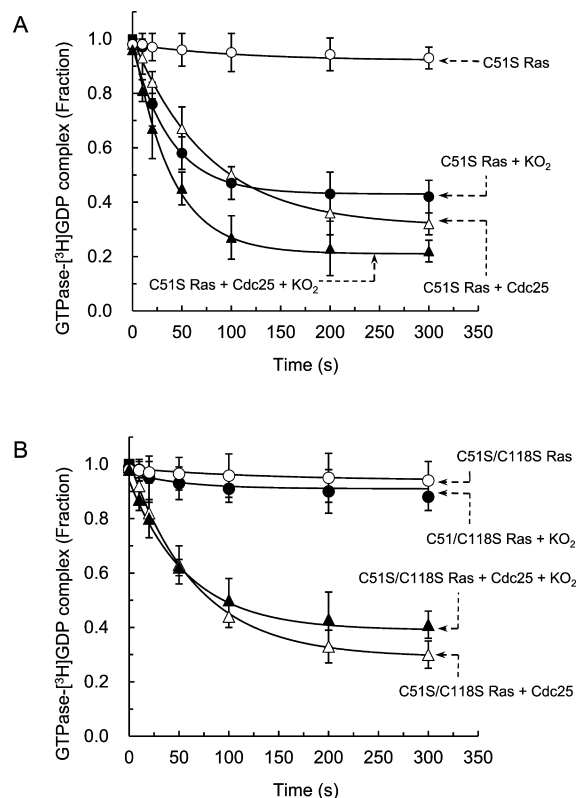 A
GTPase-[³H]GDP complex (Fraction)
1.0
0.8
0.6
0.4
0.2
0.0
0 50 100 150 200 250 300 350
Time (s)
C51S Ras
C51S Ras + KO₂
C51S Ras + Cdc25 + KO₂
C51S Ras + Cdc25
B
GTPase-[³H]GDP complex (Fraction)
1.0
0.8
0.6
0.4
0.2
0.0
0 50 100 150 200 250 300 350
Time (s)
C51S/C118S Ras
C51/C118S Ras + KO₂
C51S/C118S Ras + Cdc25 + KO₂
C51S/C118S Ras + Cdc25